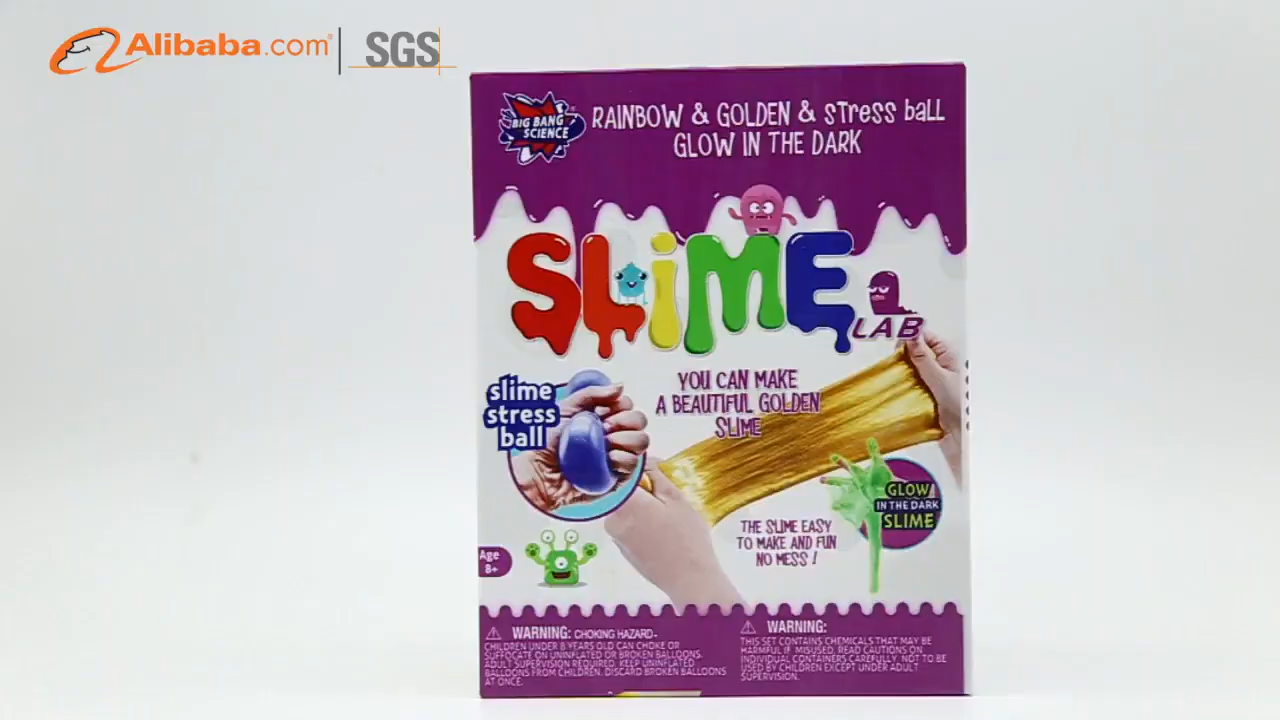 Alibaba.com
SGS
BIG BANG
SCIENCE
RAINBOW & GOLDEN & stress ball
GLOW IN THE DARK
SLiME
LAB
slime
stress
ball
YOU CAN MAKE
A BEAUTIFUL GOLDEN
SLIME
GLOW
IN THE DARK
SLIME
THE SLIME EASY
TO MAKE AND FUN
NO MESS !
Age
8+
WARNING: CHOKING HAZARD-
CHILDREN UNDER 8 YEARS OLD CAN CHOKE OR
SUFFOCATE ON UNINFLATED OR BROKEN BALLOONS.
ADULT SUPERVISION REQUIRED. KEEP UNINFLATED
BALLOONS FROM CHILDREN. DISCARD BROKEN BALLOONS
AT ONCE.
WARNING:
THIS SET CONTAINS CHEMICALS THAT MAY BE
HARMFUL IF MISUSED. READ CAUTIONS ON
INDIVIDUAL CONTAINERS CAREFULLY. NOT TO BE
USED BY CHILDREN EXCEPT UNDER ADULT
SUPERVISION.